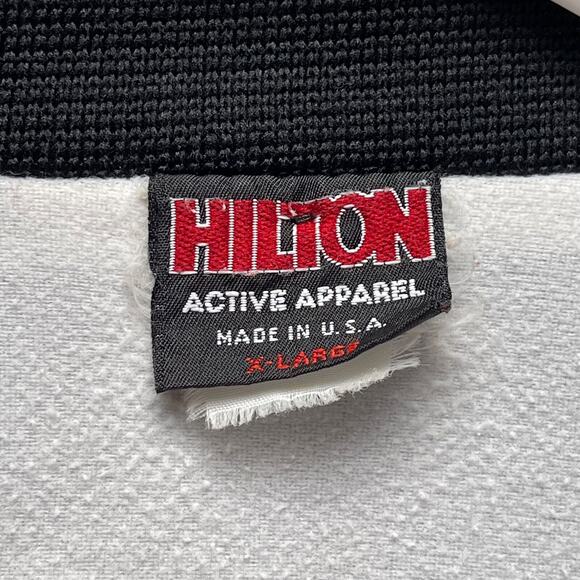 HILTON
ACTIVE APPAREL
MADE IN U.S.A.
X-LARGE